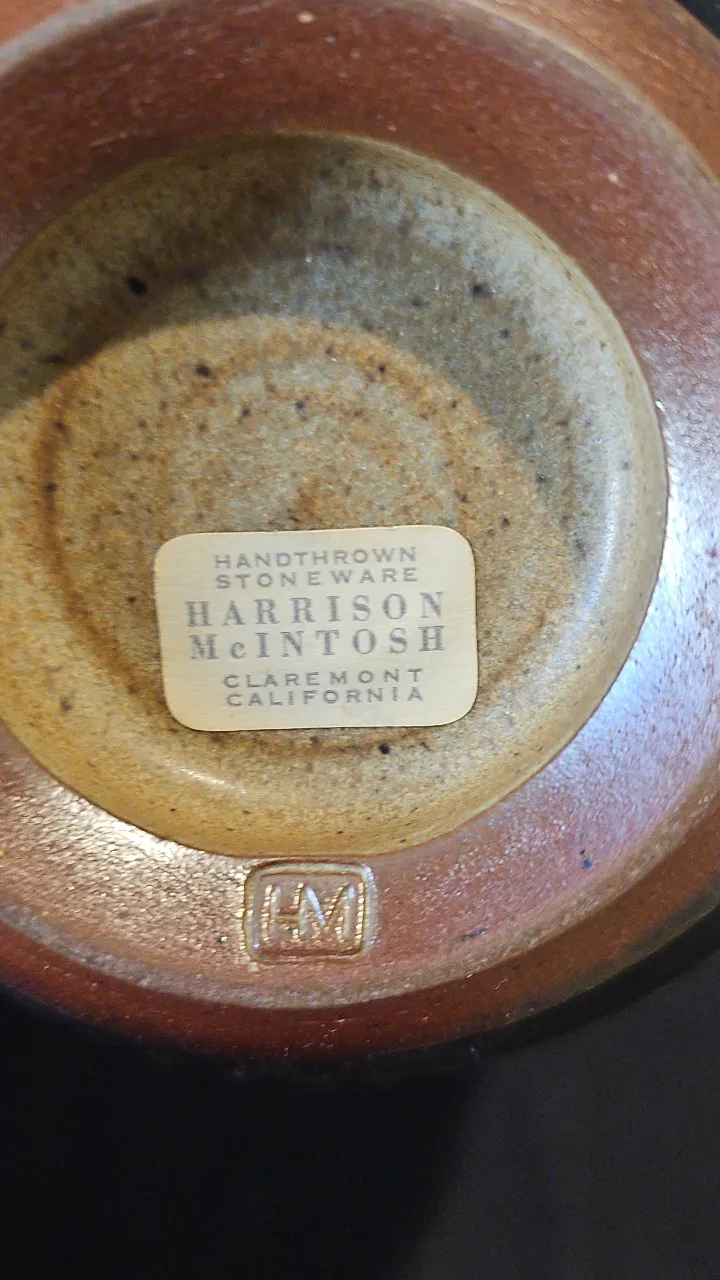 HANDTHROWN
STONEWARE
HARRISON
McINTOSH
CLAREMONT
CALIFORNIA
HM